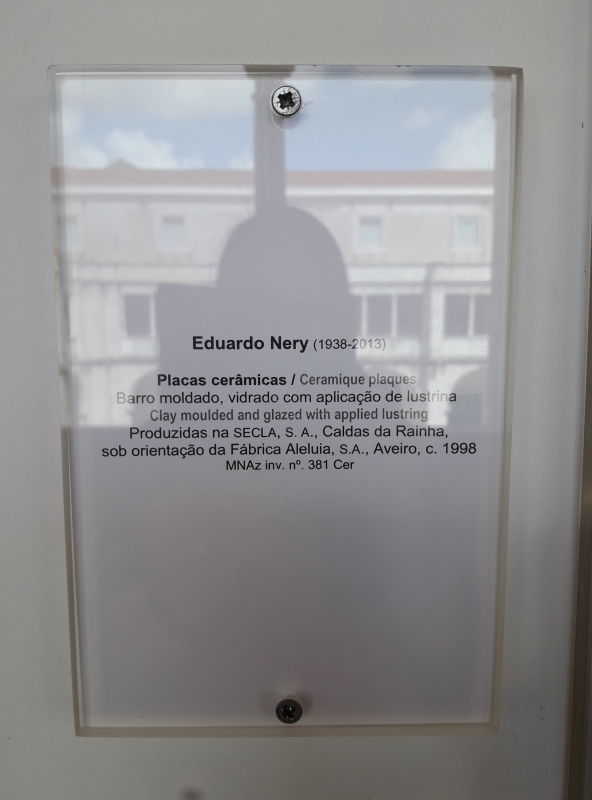 Eduardo Nery (1938-2013)
Placas cerâmicas / Ceramique plaques
Barro moldado, vidrado com aplicação de lustrina
Clay moulded and glazed with applied lustring
Produzidas na SECLA, S. A., Caldas da Rainha,
sob orientação da Fábrica Aleluia, S.A., Aveiro, c. 1998
MNAz inv. nº. 381 Cer